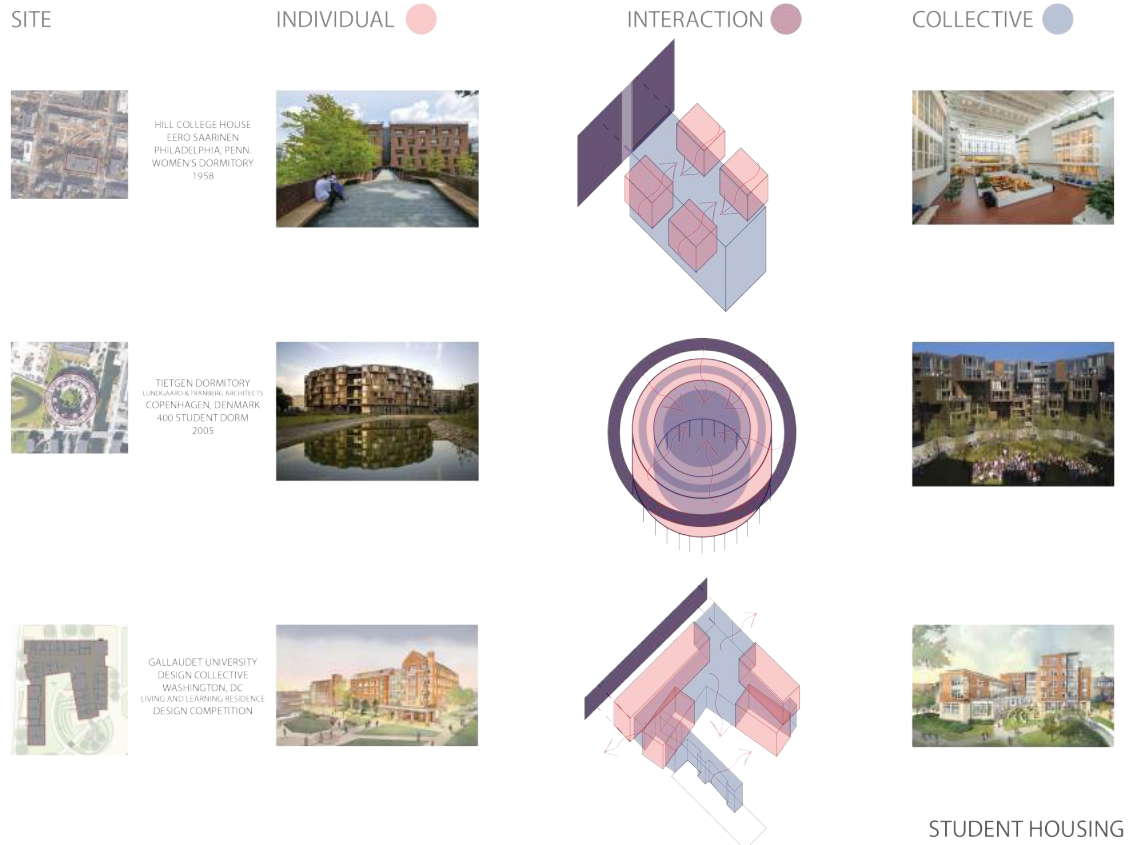 SITE
INDIVIDUAL
INTERACTION
COLLECTIVE
HILL COLLEGE HOUSE
EERO SAARINEN
PHILADELPHIA, PENN.
WOMEN'S DORMITORY
1958
TIETGEN DORMITORY
LUNDGAARD & TRANBERG ARCHITECTS
COPENHAGEN, DENMARK
400 STUDENT DORM
2005
GALLAUDET UNIVERSITY
DESIGN COLLECTIVE
WASHINGTON, DC
LIVING AND LEARNING RESIDENCE
DESIGN COMPETITION
STUDENT HOUSING